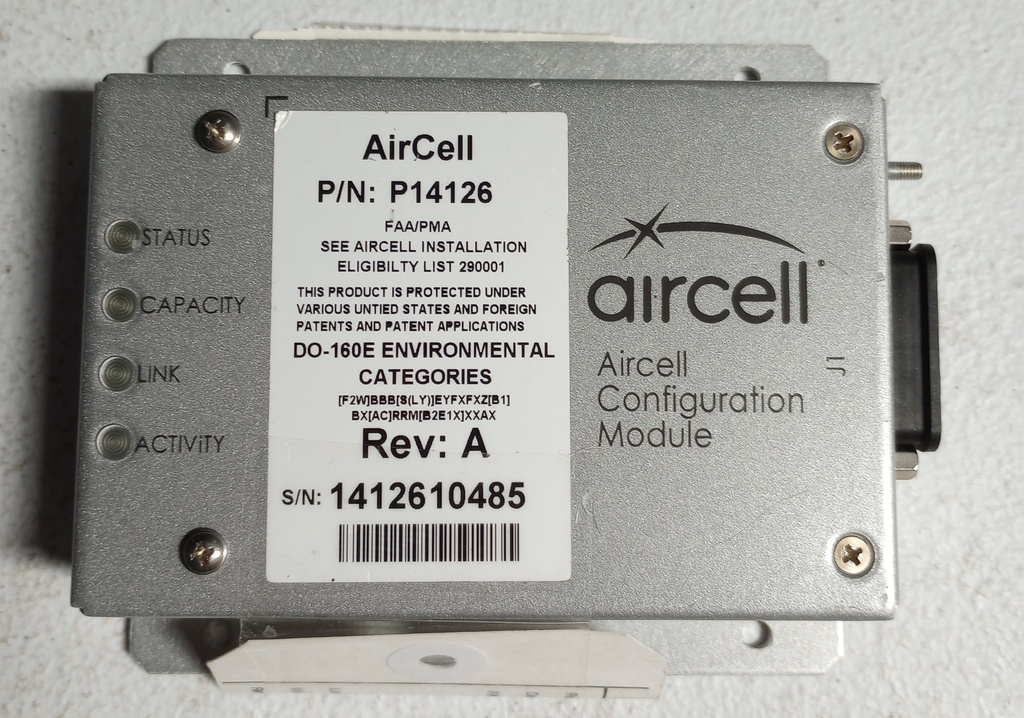 AirCell
P/N: P14126
FAA/PMA
SEE AIRCELL INSTALLATION
ELIGIBILTY LIST 290001
THIS PRODUCT IS PROTECTED UNDER
VARIOUS UNTIED STATES AND FOREIGN
PATENTS AND PATENT APPLICATIONS
DO-160E ENVIRONMENTAL
CATEGORIES
[F2W]BBB[S(LY)]EYFXFXZ[B1]
BX[AC]RRM[B2E1X]XXAX
Rev: A
S/N: 1412610485
STATUS
CAPACITY
LINK
ACTIVITY
aircell
Aircell
Configuration
Module
J1